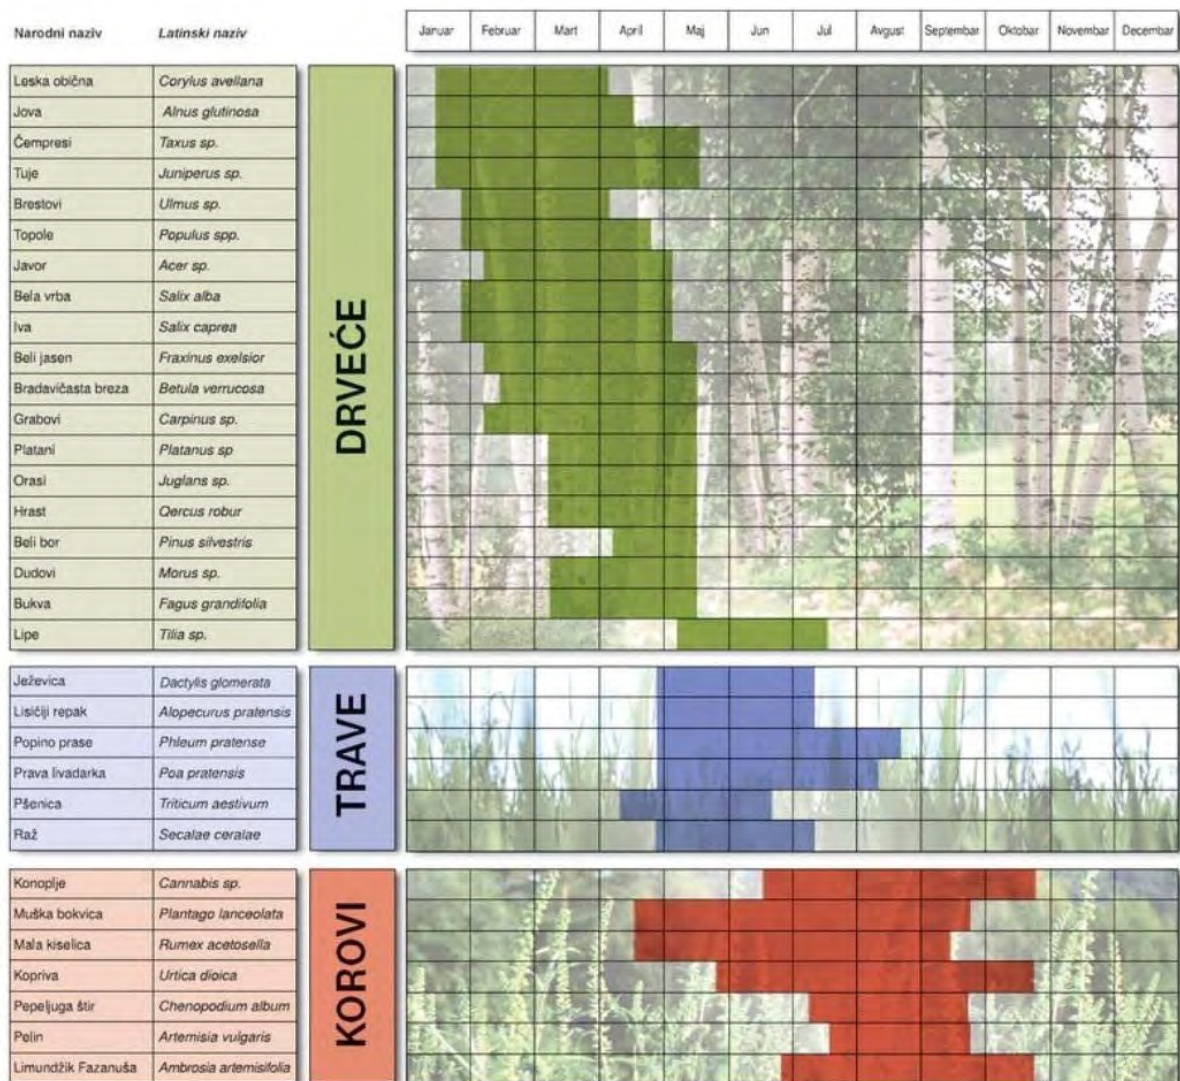 Narodni naziv Latinski naziv Januar Februar Mart April Maj Jun Jul Avgust Septembar Oktobar Novembar Decembar
Leska obična Corylus avellana
Jova Alnus glutinosa
Čempresi Taxus sp.
Tuje Juniperus sp.
Brestovi Ulmus sp.
Topole Populus spp.
Javor Acer sp.
Bela vrba Salix alba
Iva Salix caprea
Beli jasen Fraxinus exelsior
Bradavičasta breza Betula verrucosa
Grabovi Carpinus sp.
Platani Platanus sp
Orasi Juglans sp.
Hrast Qercus robur
Beli bor Pinus silvestris
Dudovi Morus sp.
Bukva Fagus grandifolia
Lipe Tilia sp.
DRVEĆE
Ježevica Dactylis glomerata
Lisičiji repak Alopecurus pratensis
Popino prase Phleum pratense
Prava livadarka Poa pratensis
Pšenica Triticum aestivum
Raž Secalae ceralae
TRAVE
Konoplje Cannabis sp.
Muška bokvica Plantago lanceolata
Mala kiselica Rumex acetosella
Kopriva Urtica dioica
Pepeljuga štir Chenopodium album
Pelin Artemisia vulgaris
Limundžik Fazanuša Ambrosia artemisifolia
KOROVI